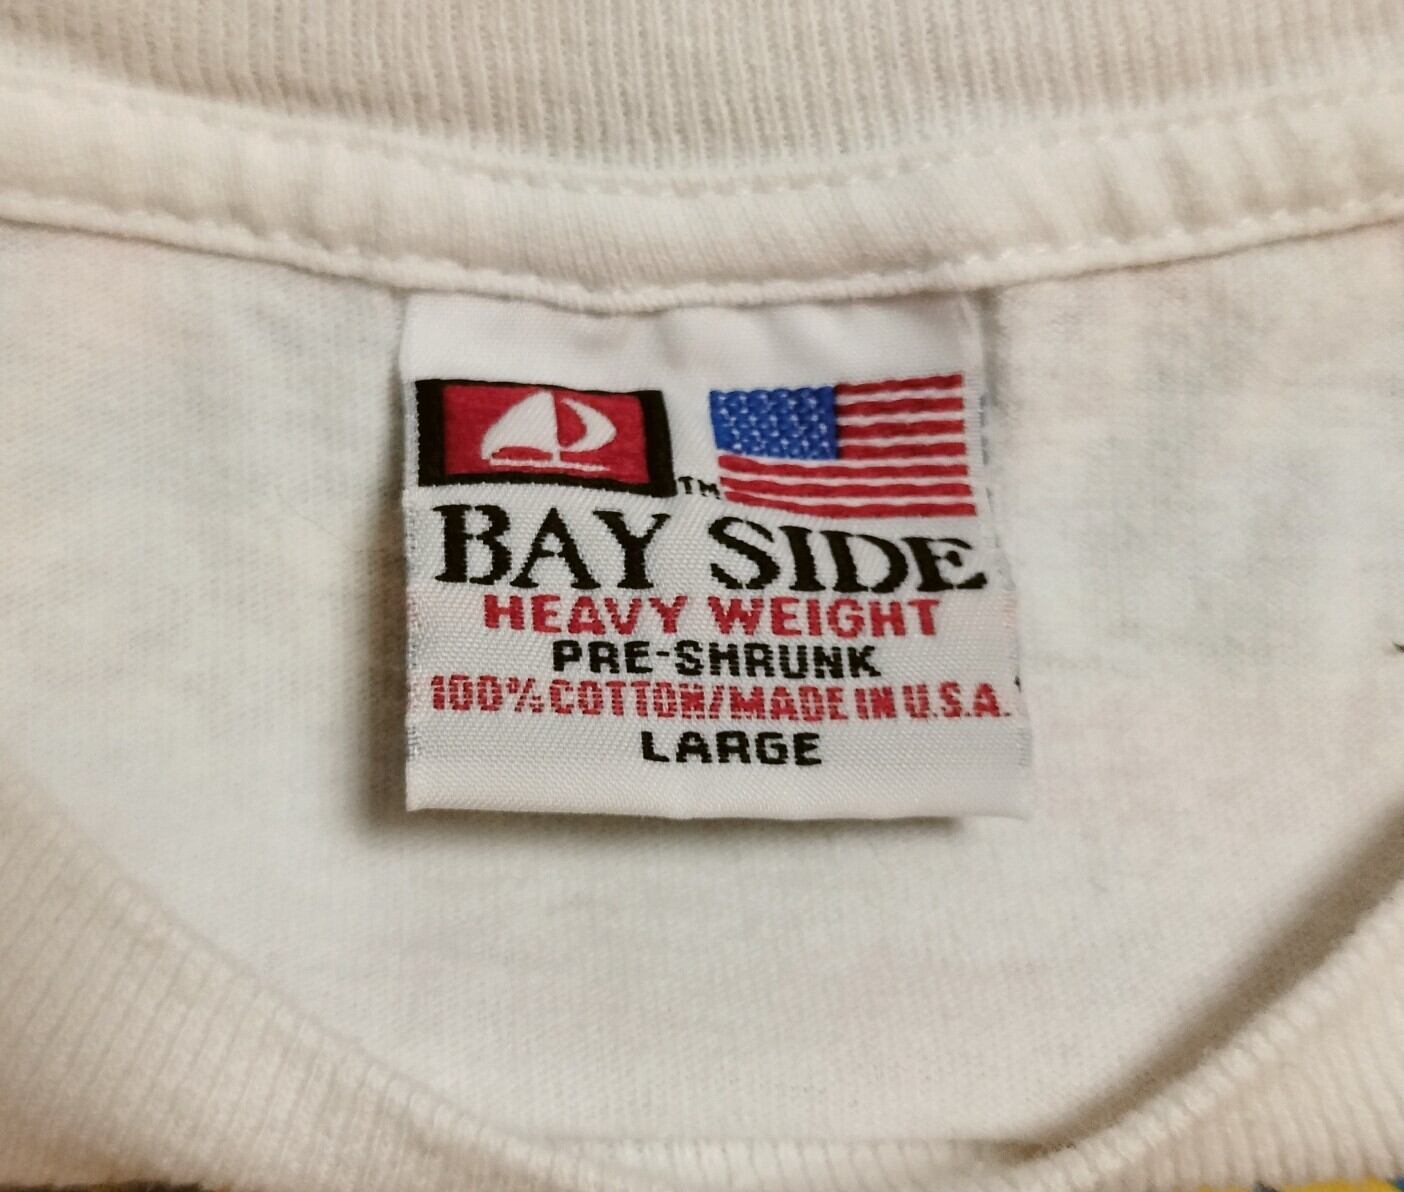 TM
BAY SIDE
HEAVY WEIGHT
PRE-SHRUNK
100% COTTON/MADE IN U.S.A.
LARGE